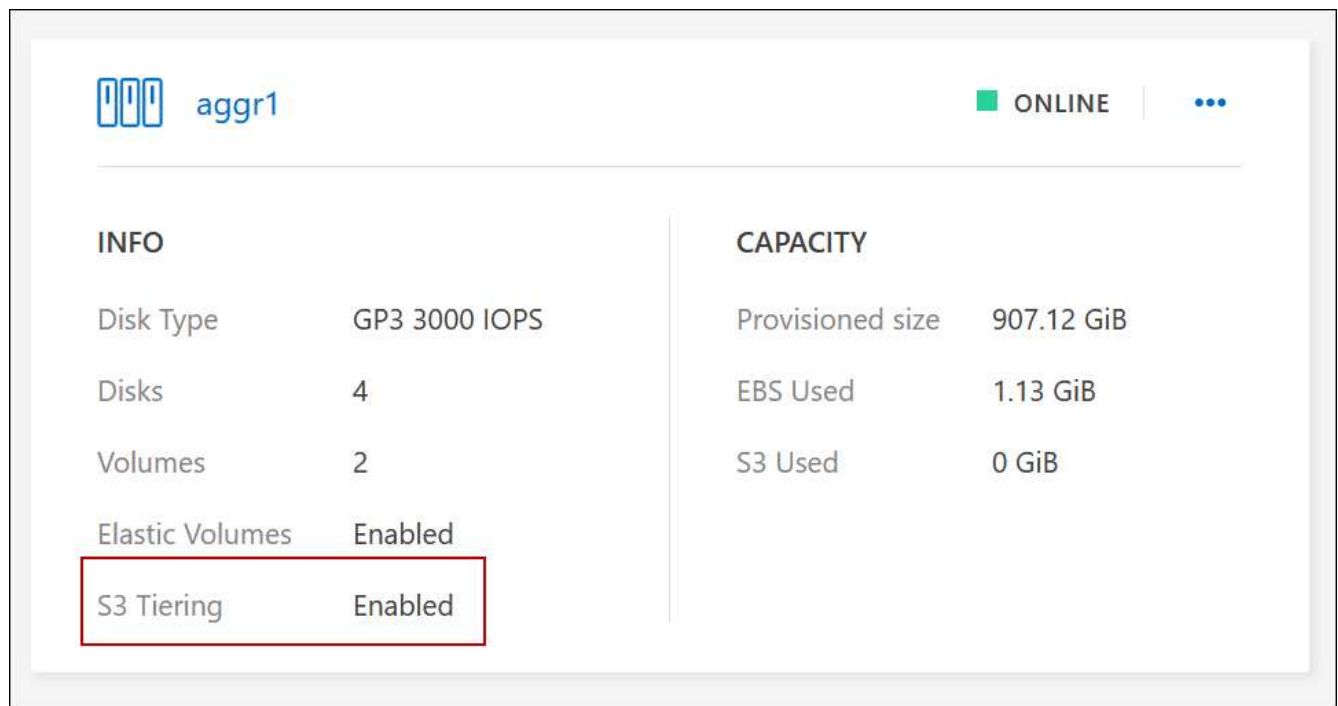 aggr1
ONLINE
INFO
Disk Type GP3 3000 IOPS
Disks 4
Volumes 2
Elastic Volumes Enabled
S3 Tiering Enabled
CAPACITY
Provisioned size 907.12 GiB
EBS Used 1.13 GiB
S3 Used 0 GiB